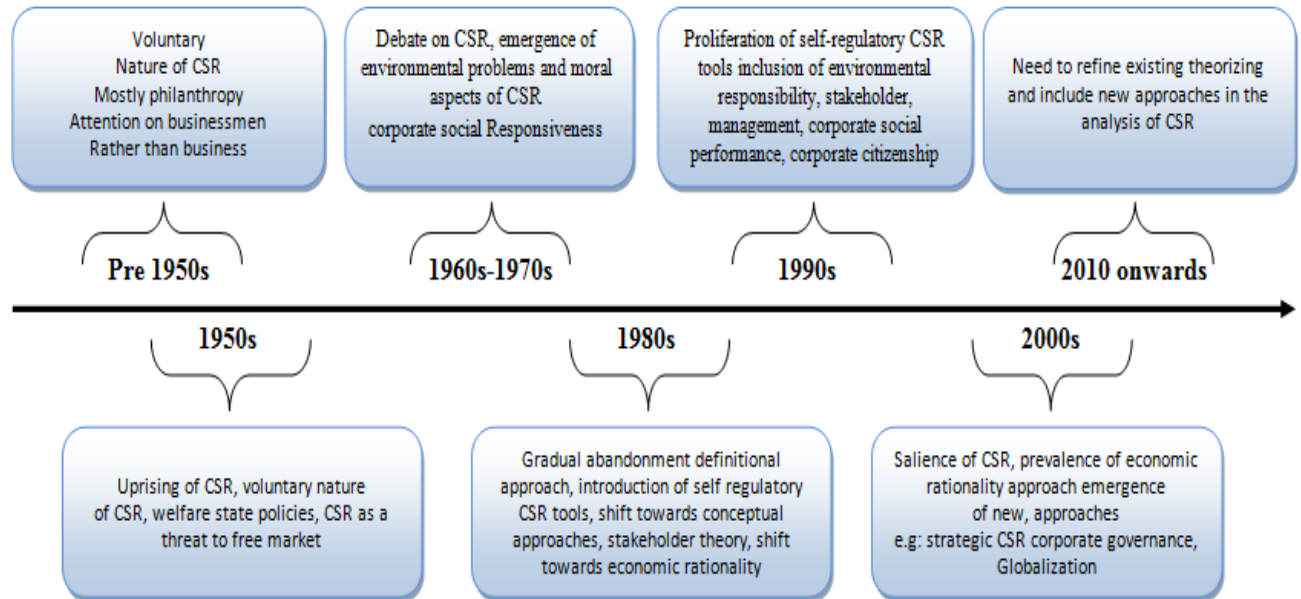 Voluntary
Nature of CSR
Mostly philanthropy
Attention on businessmen
Rather than business
Debate on CSR, emergence of
environmental problems and moral
aspects of CSR
corporate social Responsiveness
Proliferation of self-regulatory CSR
tools inclusion of environmental
responsibility, stakeholder,
management, corporate social
performance, corporate citizenship
Need to refine existing theorizing
and include new approaches in the
analysis of CSR
Pre 1950s
1960s-1970s
1990s
2010 onwards
1950s
1980s
2000s
Uprising of CSR, voluntary nature
of CSR, welfare state policies, CSR as a
threat to free market
Gradual abandonment definitional
approach, introduction of self regulatory
CSR tools, shift towards conceptual
approaches, stakeholder theory, shift
towards economic rationality
Salience of CSR, prevalence of economic
rationality approach emergence
of new, approaches
e.g: strategic CSR corporate governance,
Globalization